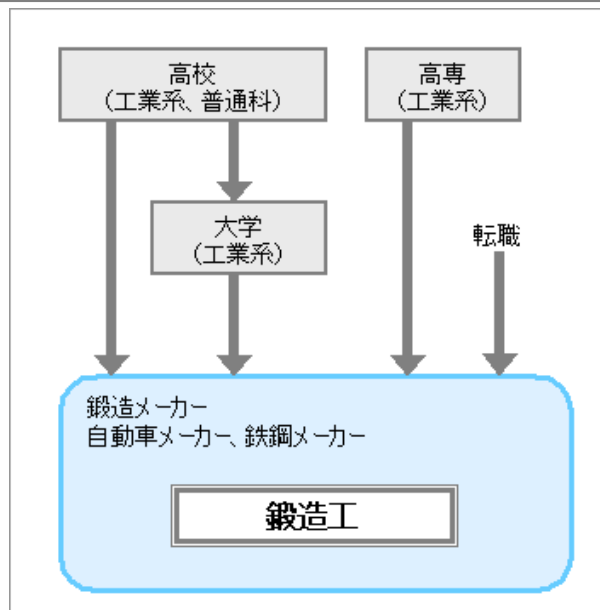 高校
（工業系、普通科）
高専
（工業系）
大学
（工業系）
転職
鍛造メーカー
自動車メーカー、鉄鋼メーカー
鍛造工